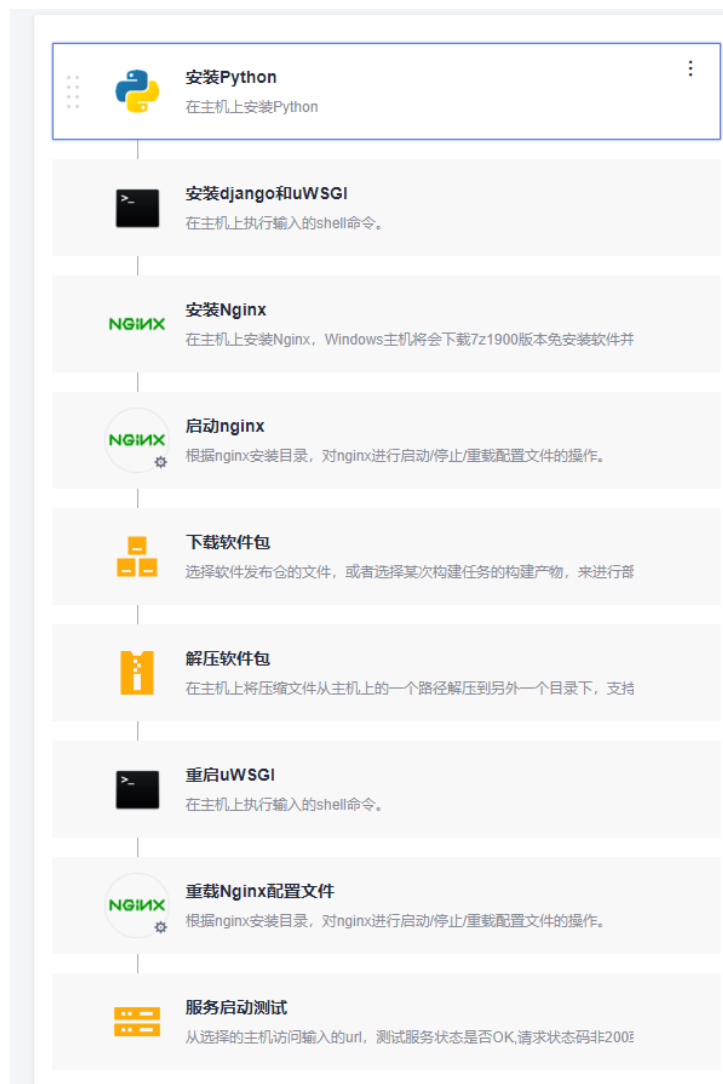 安装Python
在主机上安装Python
>_
安装django和uWSGI
在主机上执行输入的shell命令。
NGINX
安装Nginx
在主机上安装Nginx，Windows主机将会下载7z1900版本免安装软件并
NGINX
启动nginx
根据nginx安装目录，对nginx进行启动/停止/重载配置文件的操作。
下载软件包
选择软件发布仓的文件，或者选择某次构建任务的构建产物，来进行部
解压软件包
在主机上将压缩文件从主机上的一个路径解压到另外一个目录下，支持
>_
重启uWSGI
在主机上执行输入的shell命令。
NGINX
重载Nginx配置文件
根据nginx安装目录，对nginx进行启动/停止/重载配置文件的操作。
服务启动测试
从选择的主机访问输入的url，测试服务状态是否OK,请求状态码非200